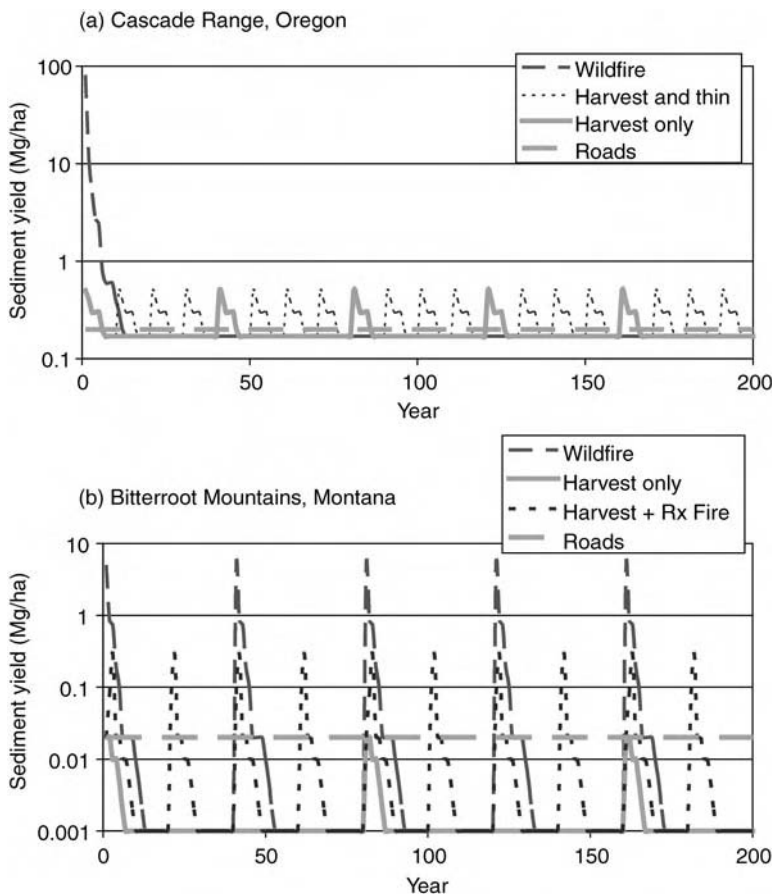 (a) Cascade Range, Oregon
100
10
1
0.1
Sediment yield (Mg/ha)
Wildfire
Harvest and thin
Harvest only
Roads
0
50
100
150
200
Year
(b) Bitterroot Mountains, Montana
Wildfire
Harvest only
Harvest + Rx Fire
Roads
10
1
0.1
0.01
0.001
Sediment yield (Mg/ha)
0
50
100
150
200
Year